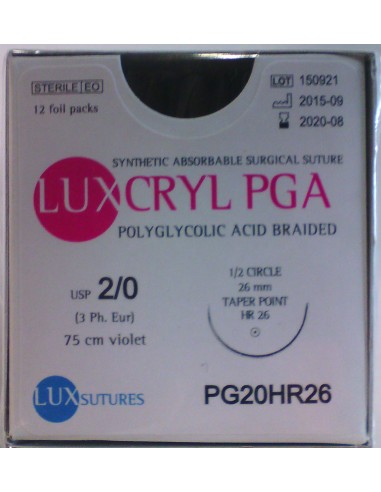 STERILE EO
12 foil packs
LOT 150921
2015-09
2020-08
SYNTHETIC ABSORBABLE SURGICAL SUTURE
LUXCRYL PGA
POLYGLYCOLIC ACID BRAIDED
USP 2/0
(3 Ph. Eur)
75 cm violet
1/2 CIRCLE
26 mm
TAPER POINT
HR 26
LUXSUTURES
PG20HR26